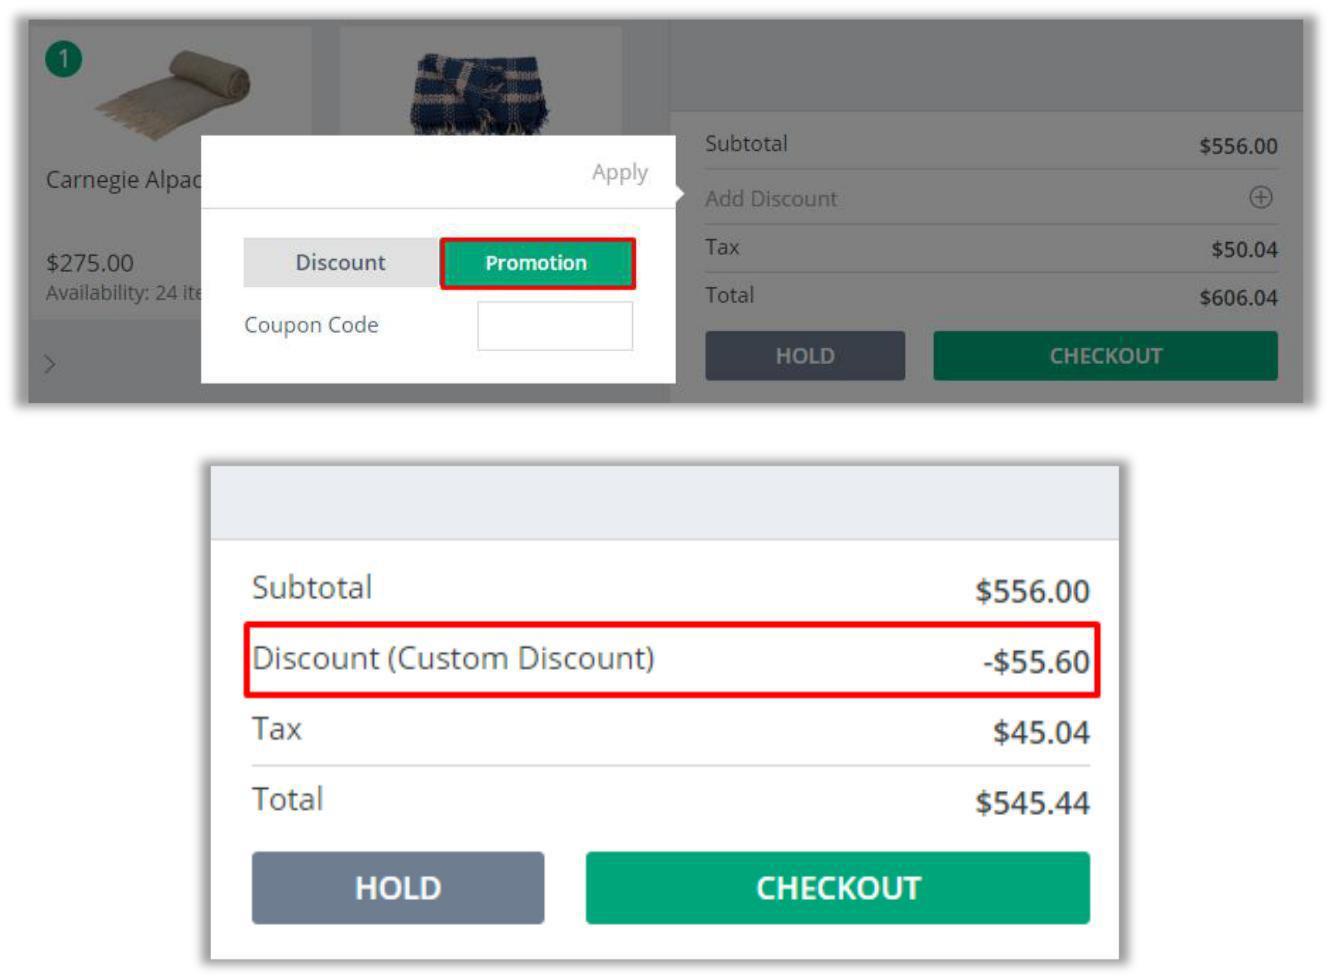 1
Carnegie Alpac
$275.00
Availability: 24 ite
Apply
Discount Promotion
Coupon Code
Subtotal $556.00
Add Discount
Tax $50.04
Total $606.04
HOLD CHECKOUT
Subtotal $556.00
Discount (Custom Discount) -$55.60
Tax $45.04
Total $545.44
HOLD CHECKOUT